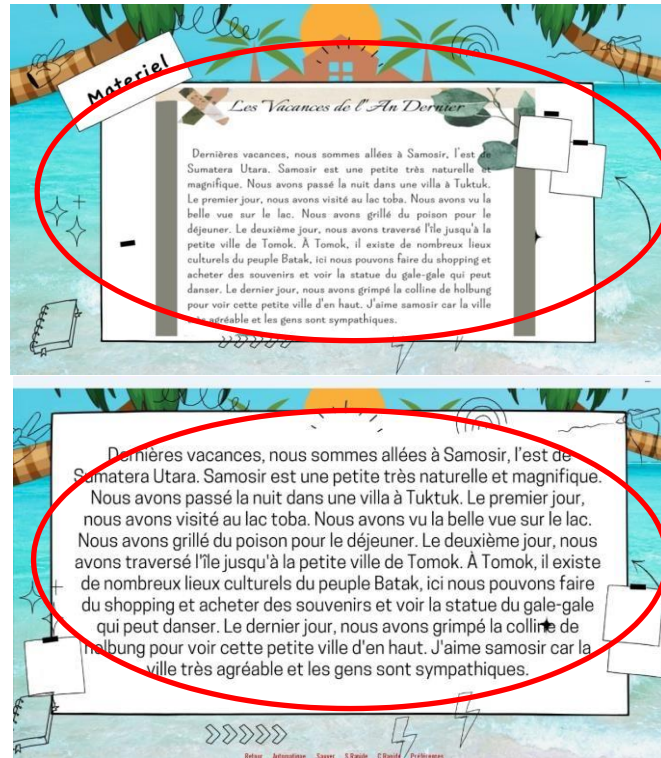 Materiel
Les Vacances de l'An Dernier
Dernières vacances, nous sommes allées à Samosir, l'est de
Sumatera Utara. Samosir est une petite très naturelle et
magnifique. Nous avons passé la nuit dans une villa à Tuktuk.
Le premier jour, nous avons visité au lac toba. Nous avons vu la
belle vue sur le lac. Nous avons grillé du poison pour le
déjeuner. Le deuxième jour, nous avons traversé l'île jusqu'à la
petite ville de Tomok. À Tomok, il existe de nombreux lieux
culturels du peuple Batak, ici nous pouvons faire du shopping et
acheter des souvenirs et voir la statue du gale-gale qui peut
danser. Le dernier jour, nous avons grimpé la colline de holbung
pour voir cette petite ville d'en haut. J'aime samosir car la ville
très agréable et les gens sont sympathiques.
Dernières vacances, nous sommes allées à Samosir, l'est de
Sumatera Utara. Samosir est une petite très naturelle et magnifique.
Nous avons passé la nuit dans une villa à Tuktuk. Le premier jour,
nous avons visité au lac toba. Nous avons vu la belle vue sur le lac.
Nous avons grillé du poison pour le déjeuner. Le deuxième jour, nous
avons traversé l'île jusqu'à la petite ville de Tomok. À Tomok, il existe
de nombreux lieux culturels du peuple Batak, ici nous pouvons faire
du shopping et acheter des souvenirs et voir la statue du gale-gale
qui peut danser. Le dernier jour, nous avons grimpé la colline de
holbung pour voir cette petite ville d'en haut. J'aime samosir car la
ville très agréable et les gens sont sympathiques.
Retour Automatique Sauver S.Rapide C.Rapide Préférences